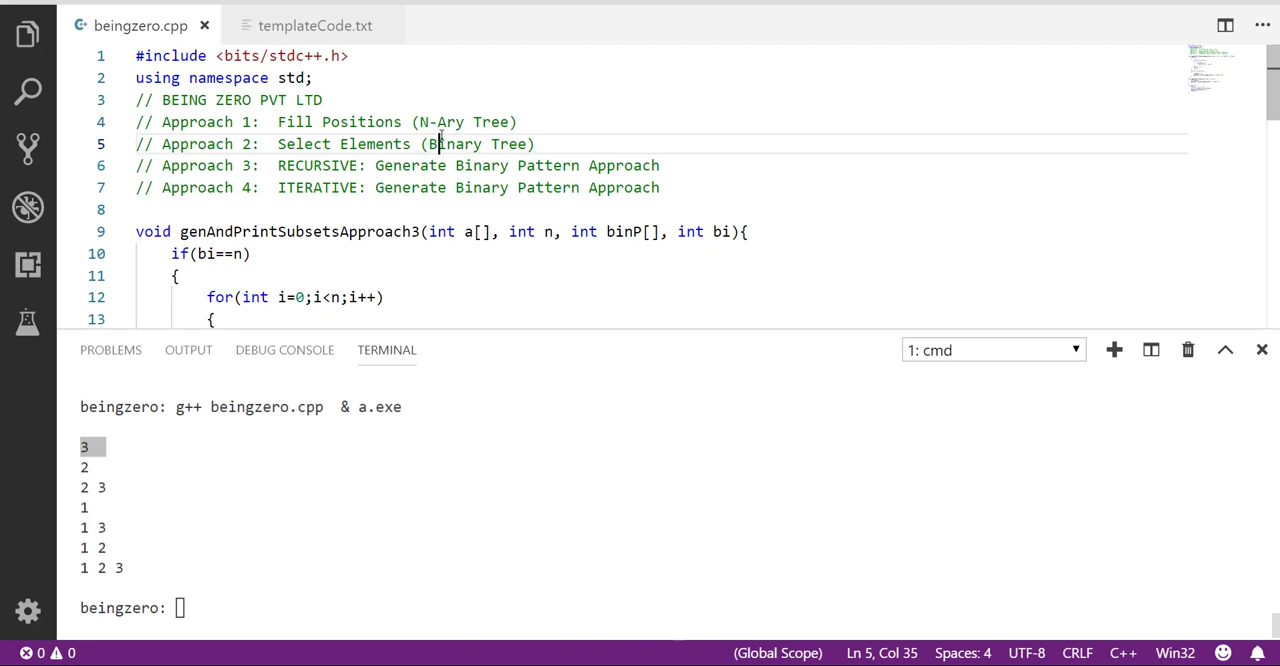 beingzero.cpp
templateCode.txt
1 #include <bits/stdc++.h>
2 using namespace std;
3 // BEING ZERO PVT LTD
4 // Approach 1:  Fill Positions (N-Ary Tree)
5 // Approach 2:  Select Elements (Binary Tree)
6 // Approach 3:  RECURSIVE: Generate Binary Pattern Approach
7 // Approach 4:  ITERATIVE: Generate Binary Pattern Approach
8
9 void genAndPrintSubsetsApproach3(int a[], int n, int binP[], int bi){
10     if(bi==n)
11     {
12         for(int i=0;i<n;i++)
13         {
PROBLEMS OUTPUT DEBUG CONSOLE TERMINAL 1: cmd
beingzero: g++ beingzero.cpp  & a.exe
3
2
2 3
1
1 3
1 2
1 2 3
beingzero:
0 0 (Global Scope) Ln 5, Col 35 Spaces: 4 UTF-8 CRLF C++ Win32